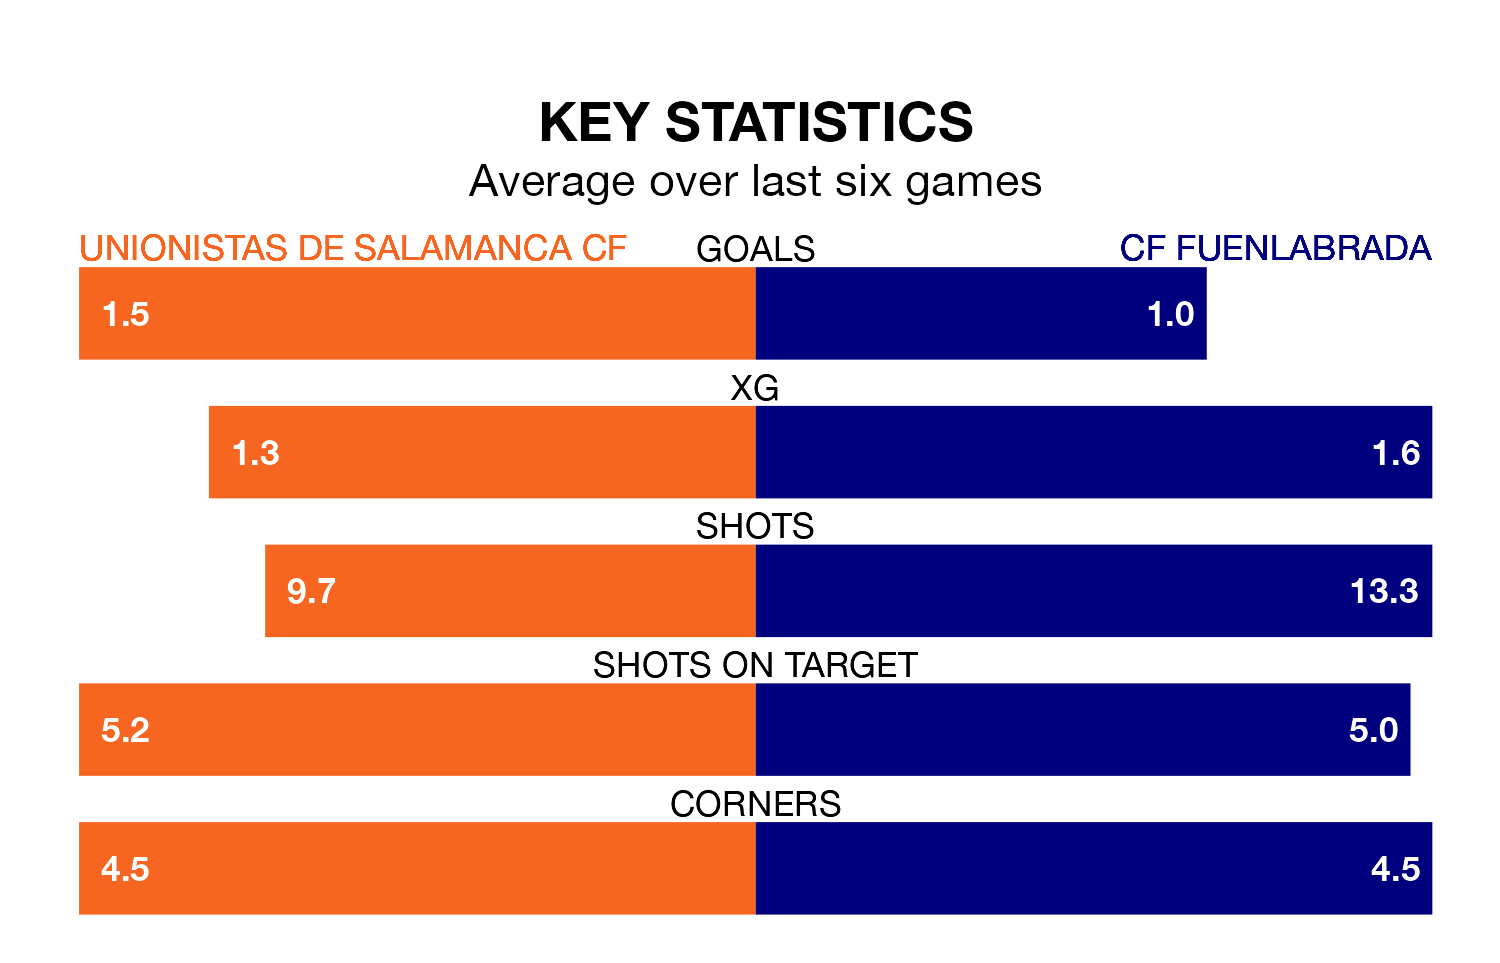 KEY STATISTICS
Average over last six games
UNIONISTAS DE SALAMANCA CF GOALS CF FUENLABRADA
1.5 1.0
XG
1.3 1.6
SHOTS
9.7 13.3
SHOTS ON TARGET
5.2 5.0
CORNERS
4.5 4.5